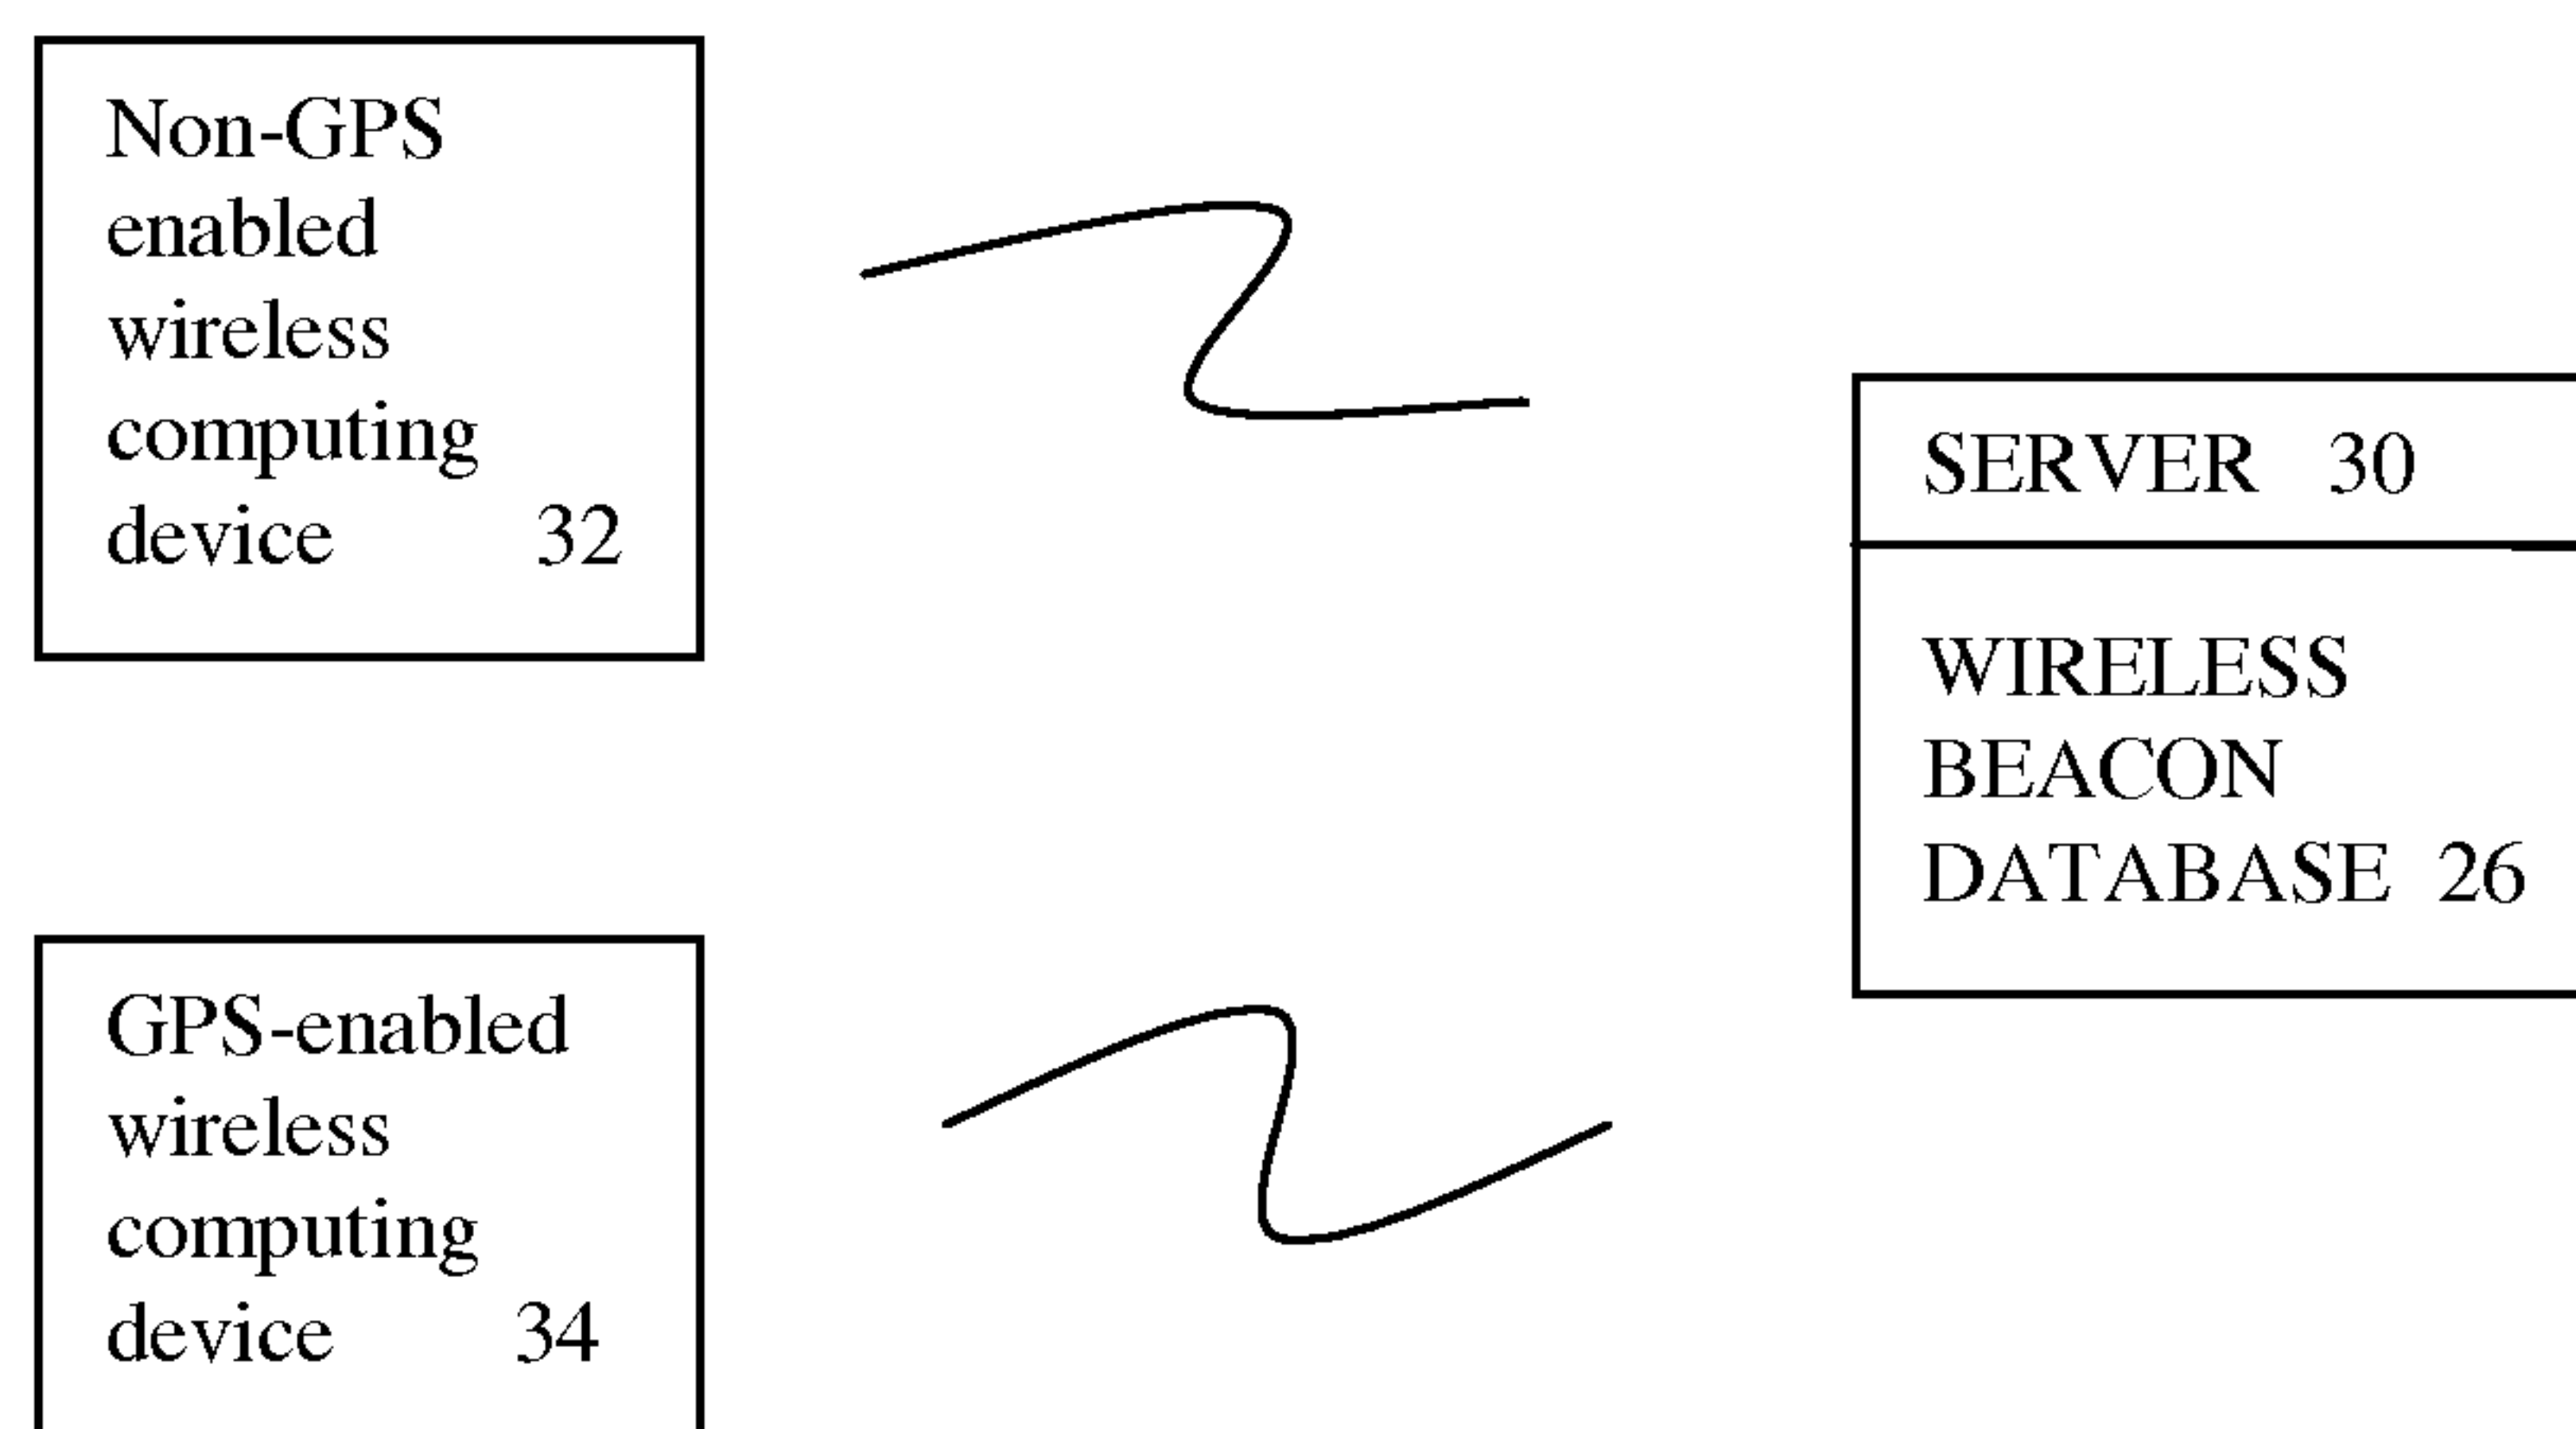 Non-GPS
enabled
wireless
computing
device 32
SERVER 30
WIRELESS
BEACON
DATABASE 26
GPS-enabled
wireless
computing
device 34